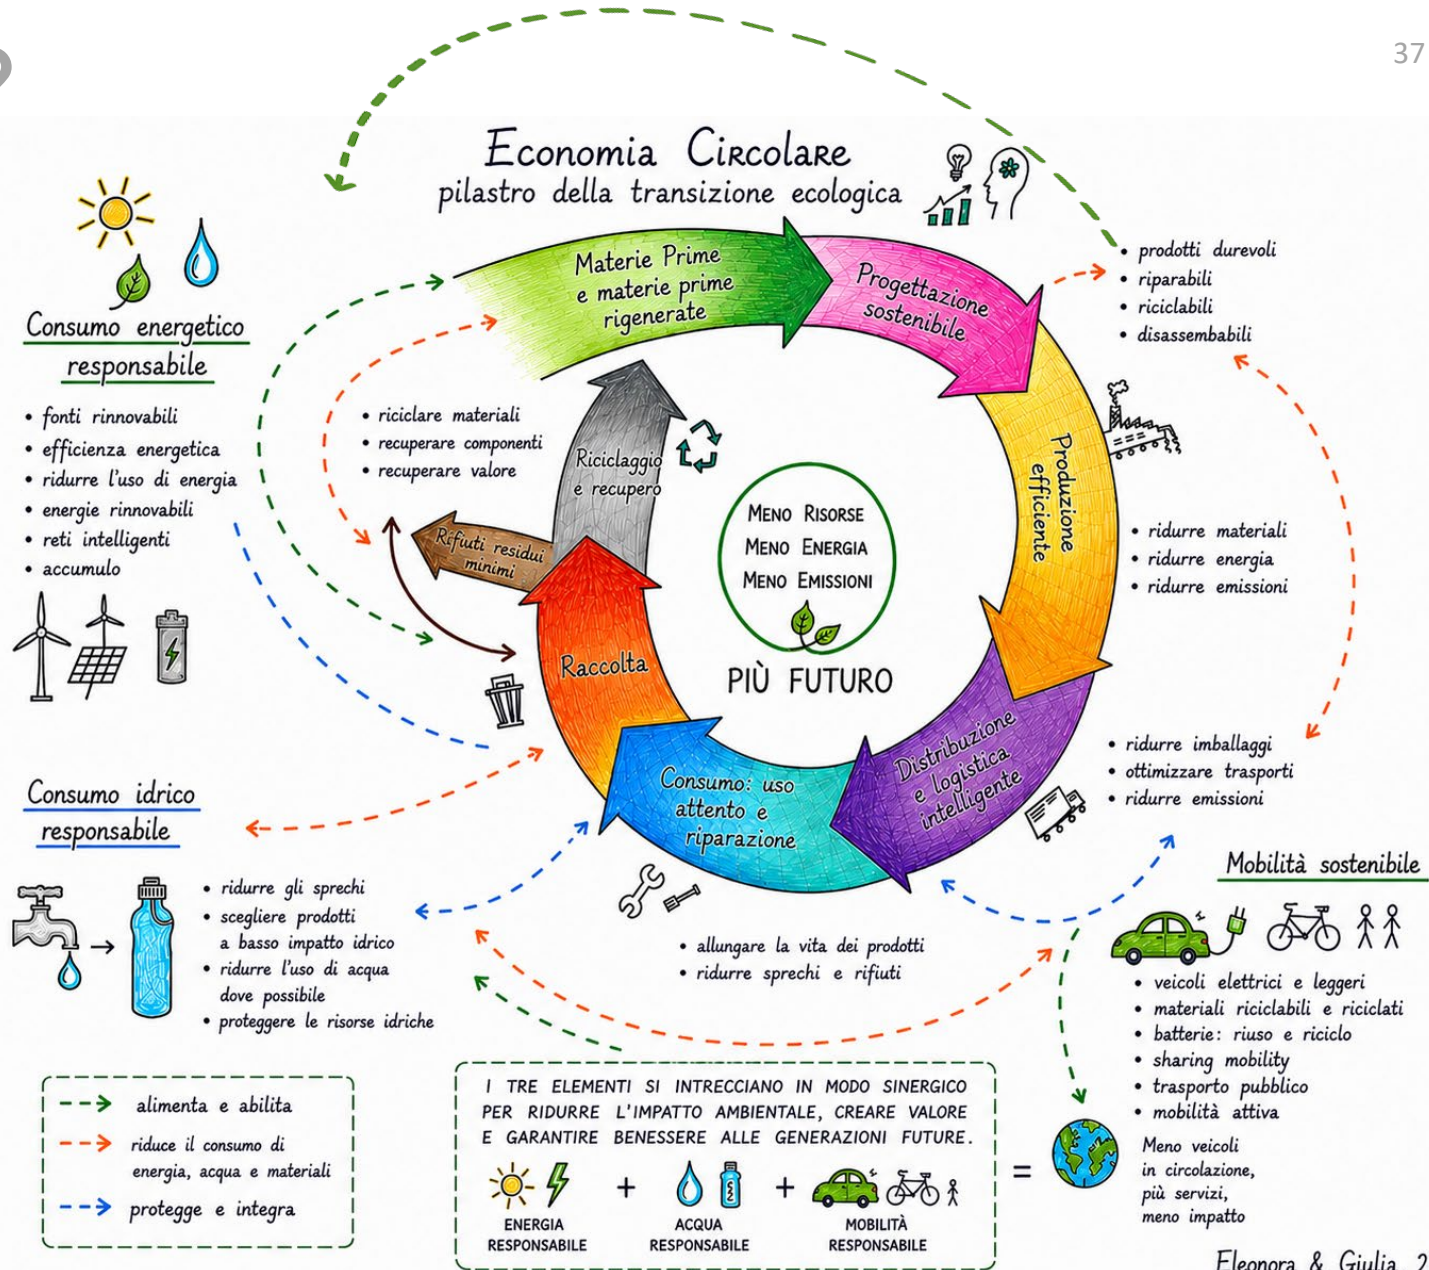 37
Economia Circolare
pilastro della transizione ecologica
Materie Prime
e materie prime
rigenerate
Progettazione
sostenibile
• prodotti durevoli
• riparabili
• riciclabili
• disassembabili
Produzione
efficiente
• ridurre materiali
• ridurre energia
• ridurre emissioni
Distribuzione
e logistica
intelligente
• ridurre imballaggi
• ottimizzare trasporti
• ridurre emissioni
Consumo: uso
attento e
riparazione
• allungare la vita dei prodotti
• ridurre sprechi e rifiuti
Raccolta
Rifiuti residui
minimi
Riciclaggio
e recupero
• riciclare materiali
• recuperare componenti
• recuperare valore
MENO RISORSE
MENO ENERGIA
MENO EMISSIONI
PIÙ FUTURO
Consumo energetico
responsabile
• fonti rinnovabili
• efficienza energetica
• ridurre l'uso di energia
• energie rinnovabili
• reti intelligenti
• accumulo
Consumo idrico
responsabile
• ridurre gli sprechi
• scegliere prodotti
a basso impatto idrico
• ridurre l'uso di acqua
dove possibile
• proteggere le risorse idriche
Mobilità sostenibile
• veicoli elettrici e leggeri
• materiali riciclabili e riciclati
• batterie: riuso e riciclo
• sharing mobility
• trasporto pubblico
• mobilità attiva
Meno veicoli
in circolazione,
più servizi,
meno impatto
alimenta e abilita
riduce il consumo di
energia, acqua e materiali
protegge e integra
I TRE ELEMENTI SI INTRECCIANO IN MODO SINERGICO
PER RIDURRE L'IMPATTO AMBIENTALE, CREARE VALORE
E GARANTIRE BENESSERE ALLE GENERAZIONI FUTURE.
+ + =
ENERGIA
RESPONSABILE
ACQUA
RESPONSABILE
MOBILITÀ
RESPONSABILE
Eleonora & Giulia, 2